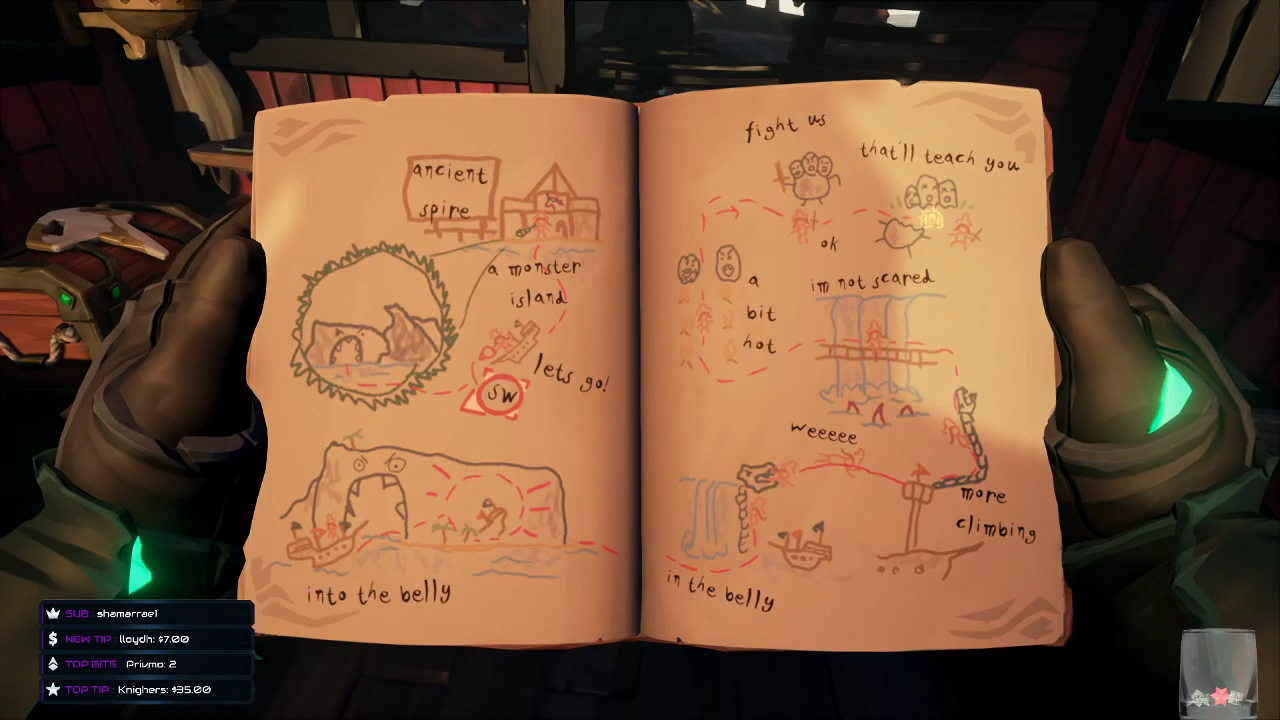 ancient
spire
a monster
island
lets go!
SW
into the belly
fight us
that'll teach you
ok
a
bit
hot
im not scared
weeeee
more
climbing
in the belly
SUB : shamarrael
NEW TIP : lloydh: $7.00
TOP BITS : Privmo: 2
TOP TIP : Knighers: $35.00